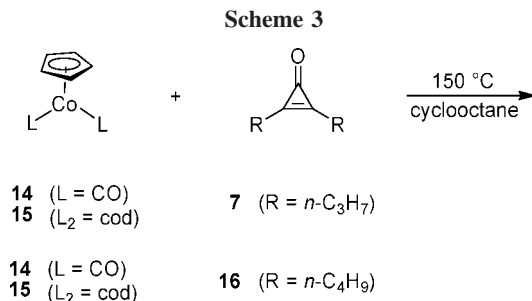 Scheme 3
O
150 °C
Co + cyclooctane
L L R R
14 (L = CO) 7 (R = n-C3H7)
15 (L2 = cod)
14 (L = CO) 16 (R = n-C4H9)
15 (L2 = cod)